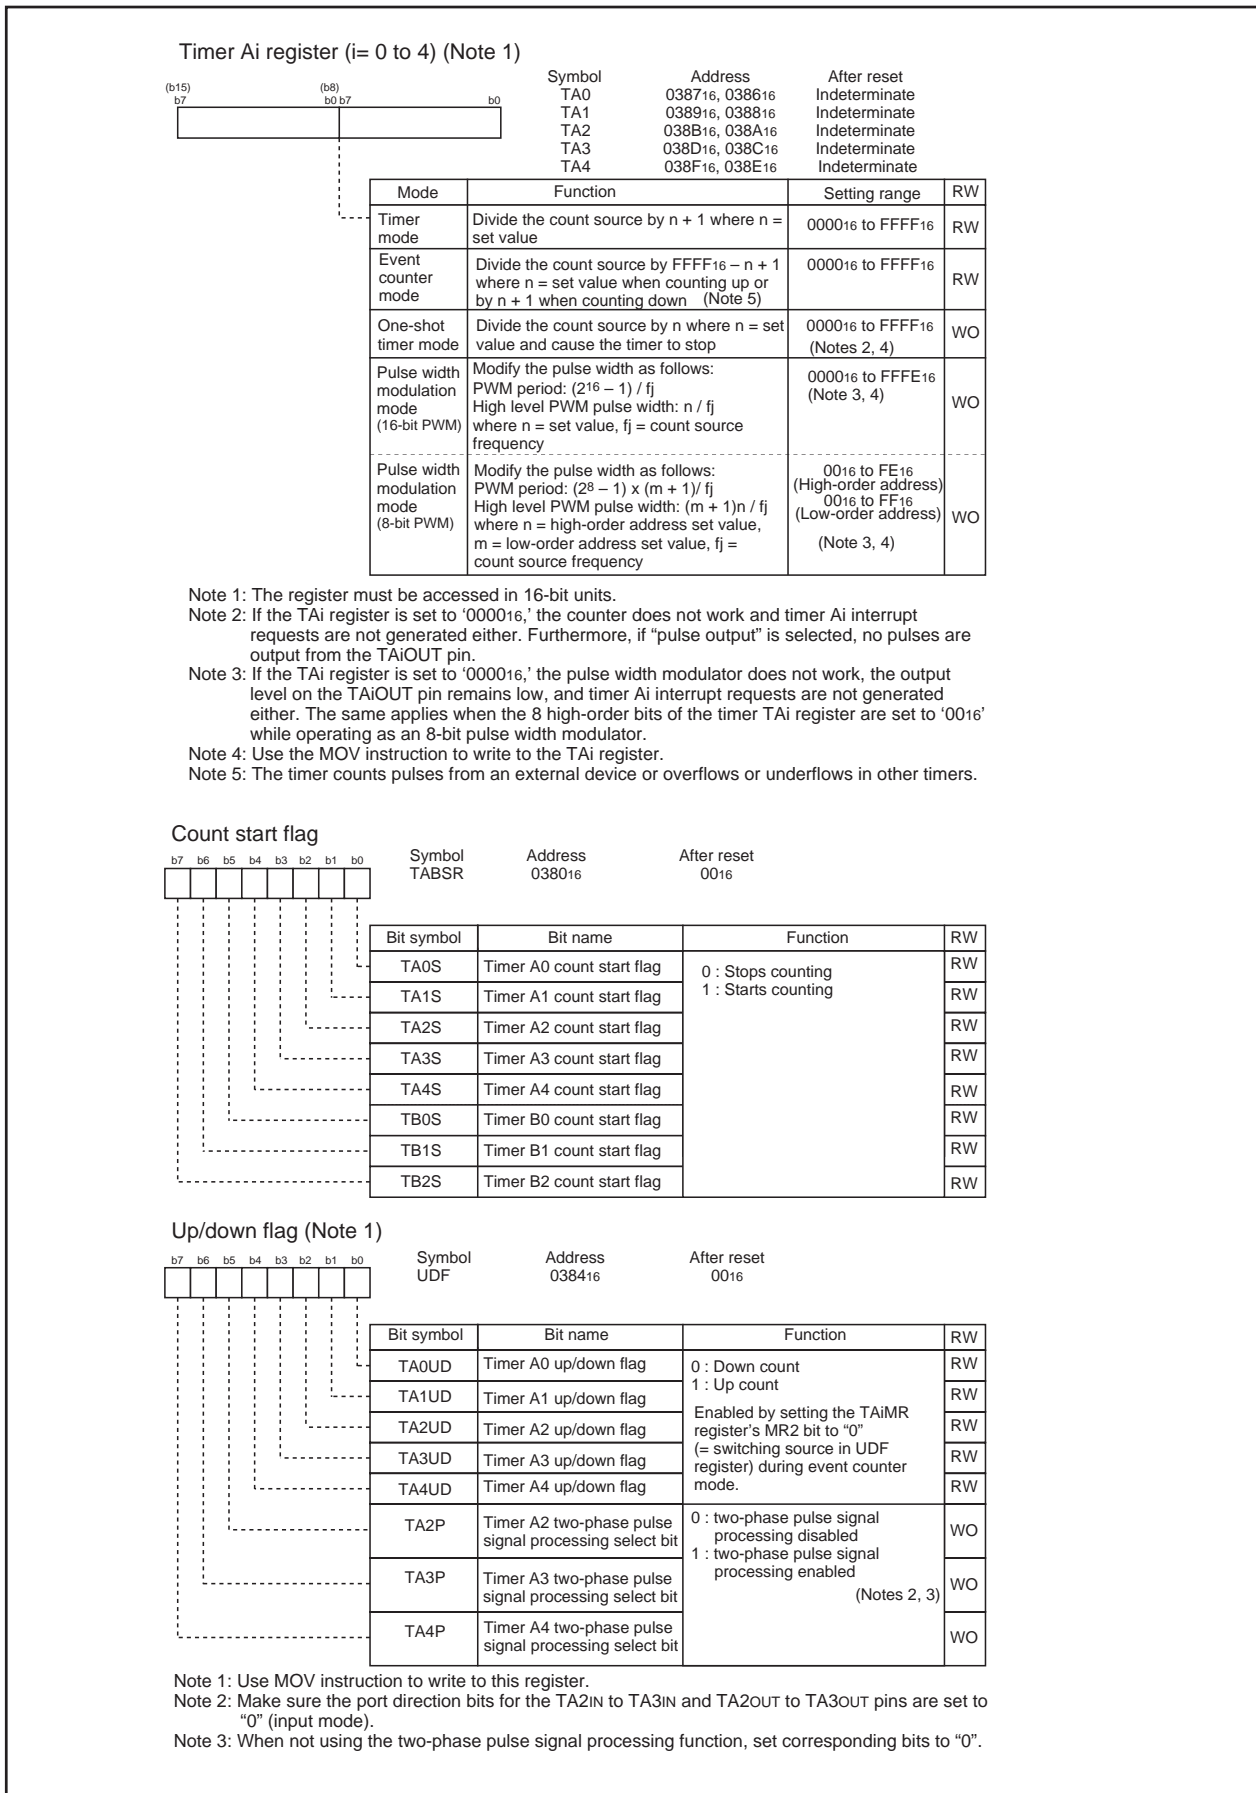 Timer Ai register (i= 0 to 4) (Note 1)
Symbol Address After reset
(b15) (b8)
b7 b0 b7 b0
TA0 038716, 038616 Indeterminate
TA1 038916, 038816 Indeterminate
TA2 038B16, 038A16 Indeterminate
TA3 038D16, 038C16 Indeterminate
TA4 038F16, 038E16 Indeterminate
Mode Function Setting range RW
Timer mode
Divide the count source by n + 1 where n =
set value
000016 to FFFF16 RW
Event
counter
mode
Divide the count source by FFFF16 – n + 1
where n = set value when counting up or
by n + 1 when counting down (Note 5)
000016 to FFFF16
RW
One-shot
timer mode
Divide the count source by n where n = set
value and cause the timer to stop
000016 to FFFF16
(Notes 2, 4)
WO
Pulse width
modulation
mode
(16-bit PWM)
Modify the pulse width as follows:
PWM period: (216 – 1) / fj
High level PWM pulse width: n / fj
where n = set value, fj = count source
frequency
000016 to FFFE16
(Note 3, 4)
WO
Pulse width
modulation
mode
(8-bit PWM)
Modify the pulse width as follows:
PWM period: (28 – 1) x (m + 1)/ fj
High level PWM pulse width: (m + 1)n / fj
where n = high-order address set value,
m = low-order address set value, fj =
count source frequency
0016 to FE16
(High-order address)
0016 to FF16
(Low-order address)
(Note 3, 4)
WO
Note 1: The register must be accessed in 16-bit units.
Note 2: If the TAi register is set to ‘000016,’ the counter does not work and timer Ai interrupt
requests are not generated either. Furthermore, if “pulse output” is selected, no pulses are
output from the TAiOUT pin.
Note 3: If the TAi register is set to ‘000016,’ the pulse width modulator does not work, the output
level on the TAiOUT pin remains low, and timer Ai interrupt requests are not generated
either. The same applies when the 8 high-order bits of the timer TAi register are set to ‘0016’
while operating as an 8-bit pulse width modulator.
Note 4: Use the MOV instruction to write to the TAi register.
Note 5: The timer counts pulses from an external device or overflows or underflows in other timers.
Count start flag
b7 b6 b5 b4 b3 b2 b1 b0
Symbol Address After reset
TABSR 038016 0016
Bit symbol Bit name Function RW
TA0S Timer A0 count start flag RW
0 : Stops counting
1 : Starts counting
TA1S Timer A1 count start flag RW
TA2S Timer A2 count start flag RW
TA3S Timer A3 count start flag RW
TA4S Timer A4 count start flag RW
TB0S Timer B0 count start flag RW
TB1S Timer B1 count start flag RW
TB2S Timer B2 count start flag RW
Up/down flag (Note 1)
b7 b6 b5 b4 b3 b2 b1 b0
Symbol Address After reset
UDF 038416 0016
Bit symbol Bit name Function RW
TA0UD Timer A0 up/down flag RW
TA1UD Timer A1 up/down flag RW
TA2UD Timer A2 up/down flag RW
TA3UD Timer A3 up/down flag RW
TA4UD Timer A4 up/down flag RW
0 : Down count
1 : Up count
Enabled by setting the TAiMR
register’s MR2 bit to “0”
(= switching source in UDF
register) during event counter
mode.
TA2P
Timer A2 two-phase pulse
signal processing select bit
WO
TA3P
Timer A3 two-phase pulse
signal processing select bit
WO
TA4P
Timer A4 two-phase pulse
signal processing select bit
WO
0 : two-phase pulse signal
processing disabled
1 : two-phase pulse signal
processing enabled
(Notes 2, 3)
Note 1: Use MOV instruction to write to this register.
Note 2: Make sure the port direction bits for the TA2IN to TA3IN and TA2OUT to TA3OUT pins are set to
“0” (input mode).
Note 3: When not using the two-phase pulse signal processing function, set corresponding bits to “0”.